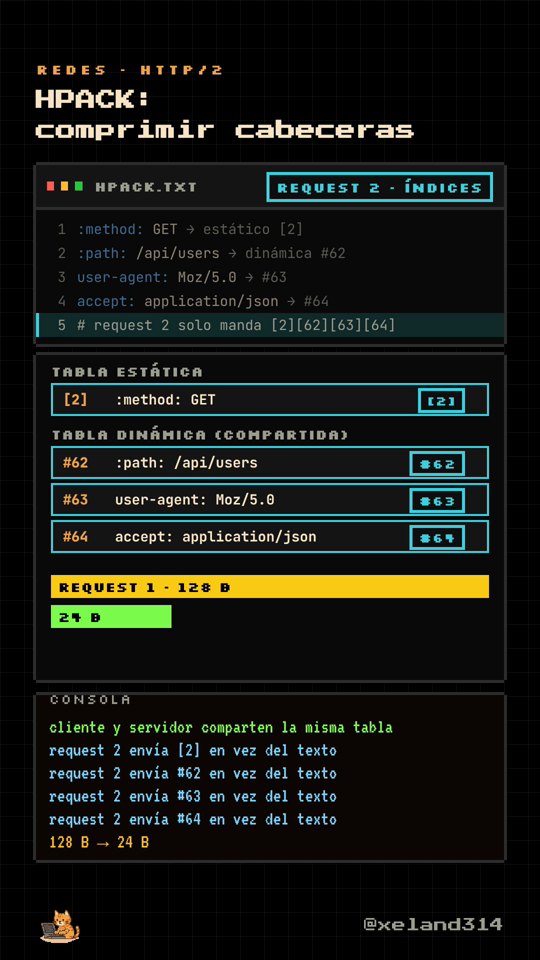 REDES · HTTP/2
HPACK:
comprimir cabeceras
HPACK.TXT
REQUEST 2 · ÍNDICES
1 :method: GET → estático [2]
2 :path: /api/users → dinámica #62
3 user-agent: Moz/5.0 → #63
4 accept: application/json → #64
5 # request 2 solo manda [2][62][63][64]
TABLA ESTÁTICA
[2] :method: GET [2]
TABLA DINÁMICA (COMPARTIDA)
#62 :path: /api/users #62
#63 user-agent: Moz/5.0 #63
#64 accept: application/json #64
REQUEST 1 · 128 B
24 B
CONSOLA
cliente y servidor comparten la misma tabla
request 2 envía [2] en vez del texto
request 2 envía #62 en vez del texto
request 2 envía #63 en vez del texto
request 2 envía #64 en vez del texto
128 B → 24 B
@xeland314